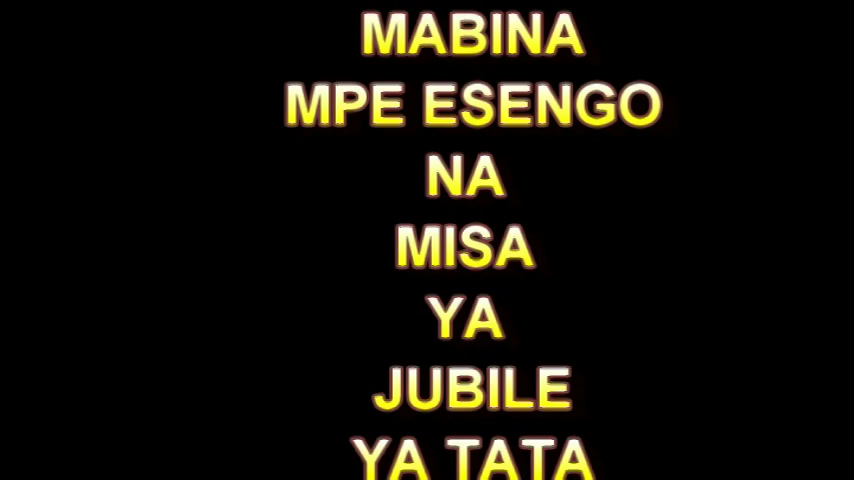 MABINA
MPE ESENGO
NA
MISA
YA
JUBILE
YA TATA